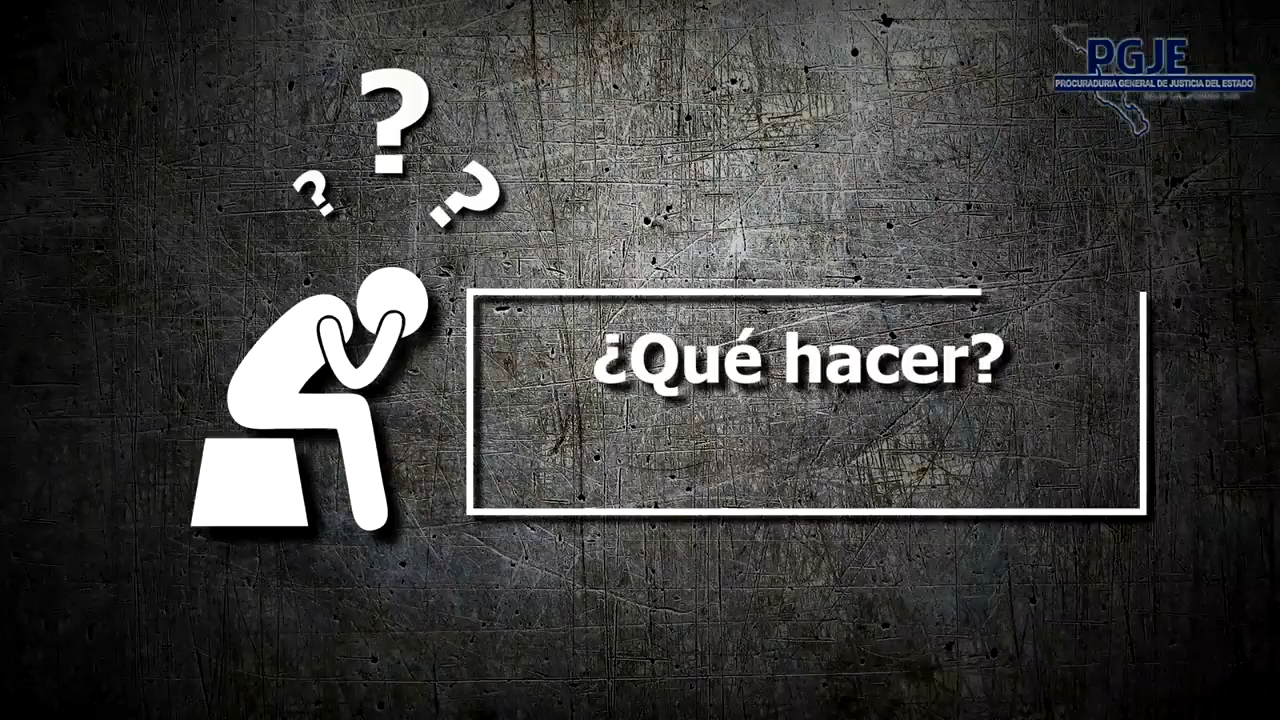 ?
?
?
PGJE
PROCURADURIA GENERAL DE JUSTICIA DEL ESTADO
¿Qué hacer?